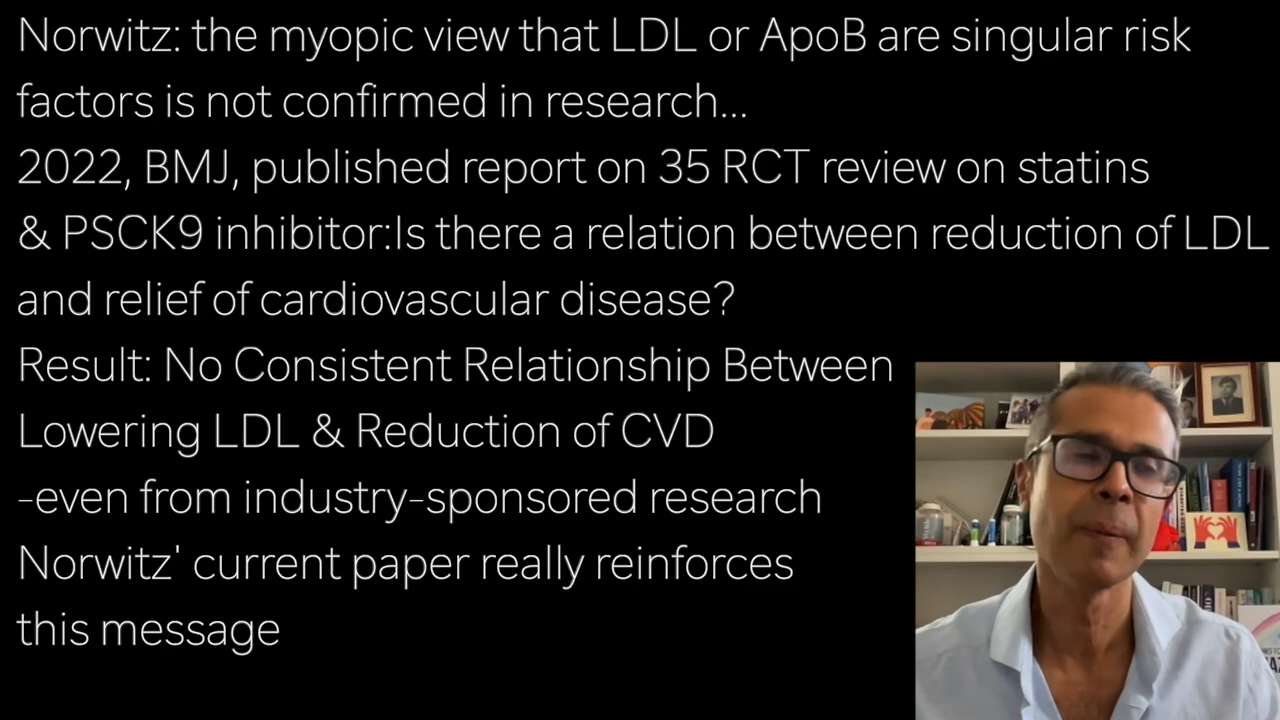 Norwitz: the myopic view that LDL or ApoB are singular risk
factors is not confirmed in research...
2022, BMJ, published report on 35 RCT review on statins
& PSCK9 inhibitor:Is there a relation between reduction of LDL
and relief of cardiovascular disease?
Result: No Consistent Relationship Between
Lowering LDL & Reduction of CVD
-even from industry-sponsored research
Norwitz' current paper really reinforces
this message